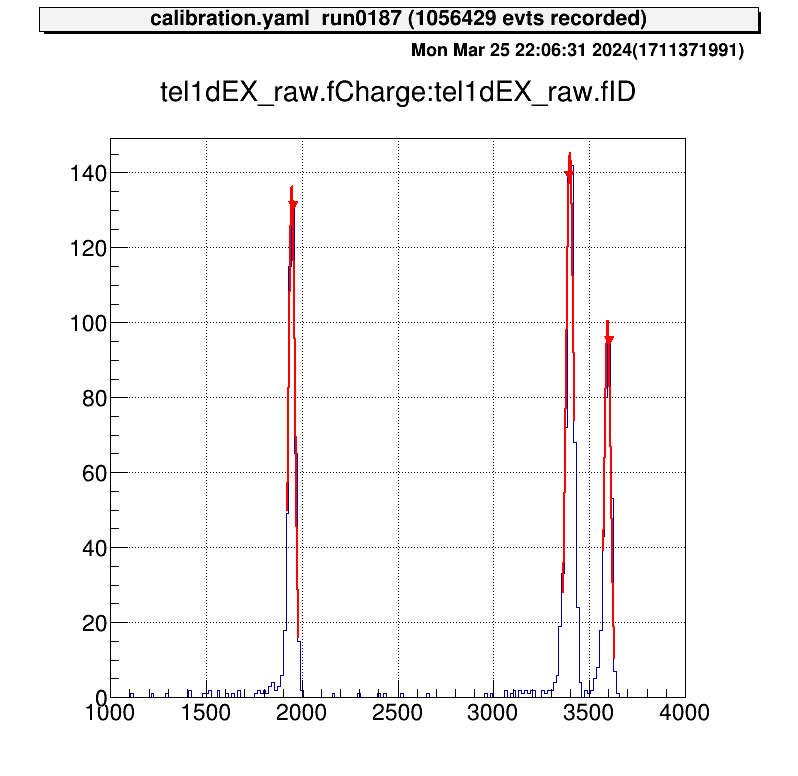 calibration.yaml run0187 (1056429 evts recorded)
Mon Mar 25 22:06:31 2024(1711371991)
tel1dEX_raw.fCharge:tel1dEX_raw.fID
140
120
100
80
60
40
20
0
1000 1500 2000 2500 3000 3500 4000